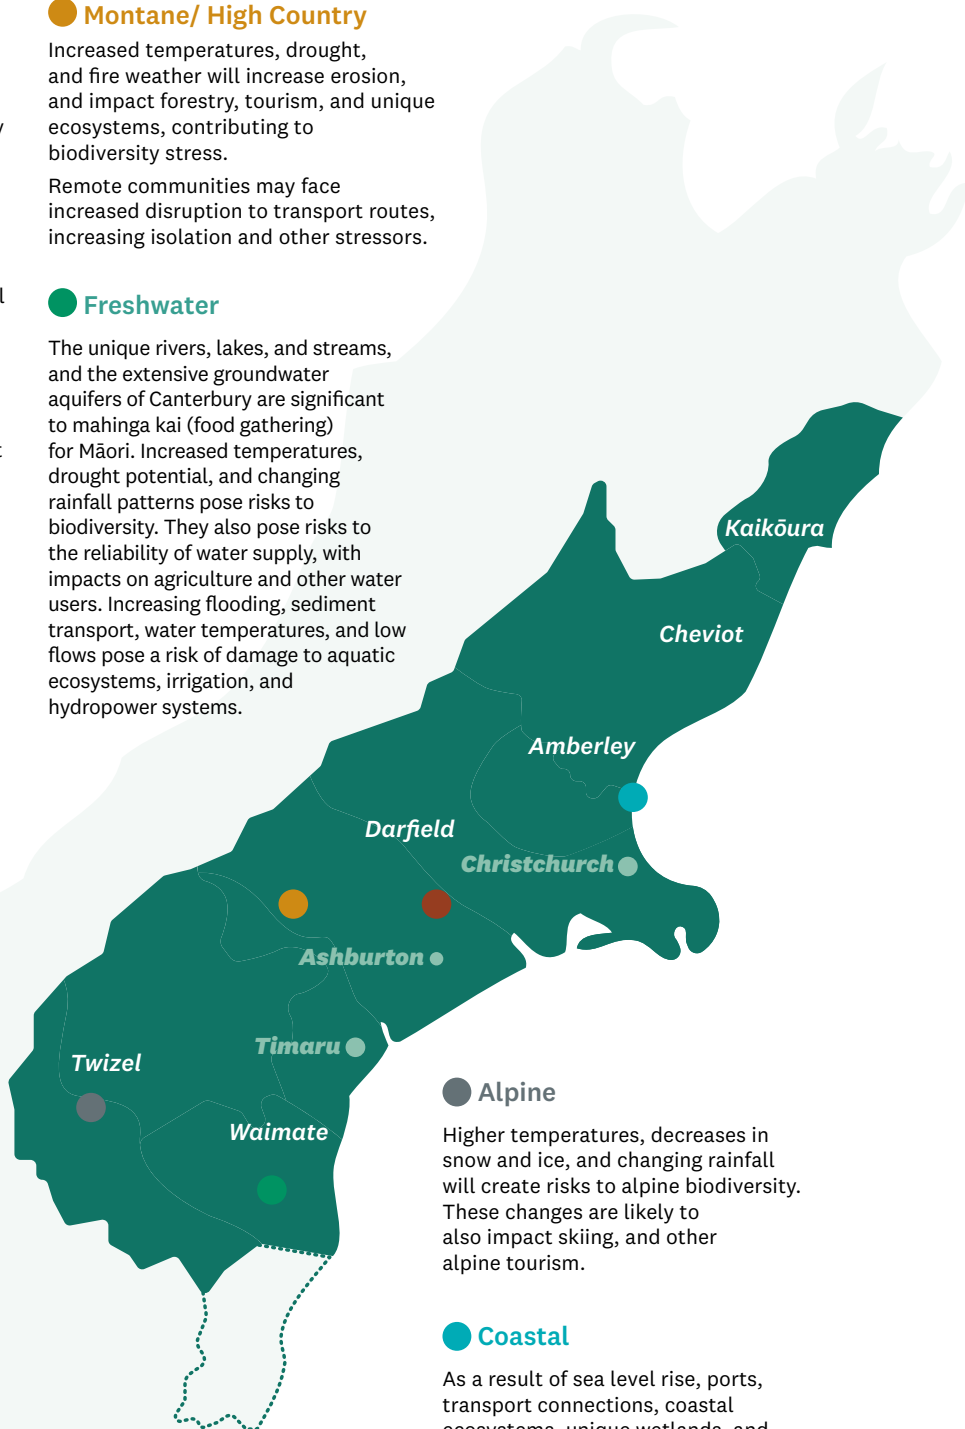 Montane/ High Country
Increased temperatures, drought,
and fire weather will increase erosion,
and impact forestry, tourism, and unique
ecosystems, contributing to
biodiversity stress.
Remote communities may face
increased disruption to transport routes,
increasing isolation and other stressors.
Freshwater
The unique rivers, lakes, and streams,
and the extensive groundwater
aquifers of Canterbury are significant
to mahinga kai (food gathering)
for Māori. Increased temperatures,
drought potential, and changing
rainfall patterns pose risks to
biodiversity. They also pose risks to
the reliability of water supply, with
impacts on agriculture and other water
users. Increasing flooding, sediment
transport, water temperatures, and low
flows pose a risk of damage to aquatic
ecosystems, irrigation, and
hydropower systems.
Kaikōura
Cheviot
Amberley
Darfield
Christchurch
Ashburton
Timaru
Twizel
Waimate
Alpine
Higher temperatures, decreases in
snow and ice, and changing rainfall
will create risks to alpine biodiversity.
These changes are likely to
also impact skiing, and other
alpine tourism.
Coastal
As a result of sea level rise, ports,
transport connections, coastal
ecosystems, unique wetlands, and